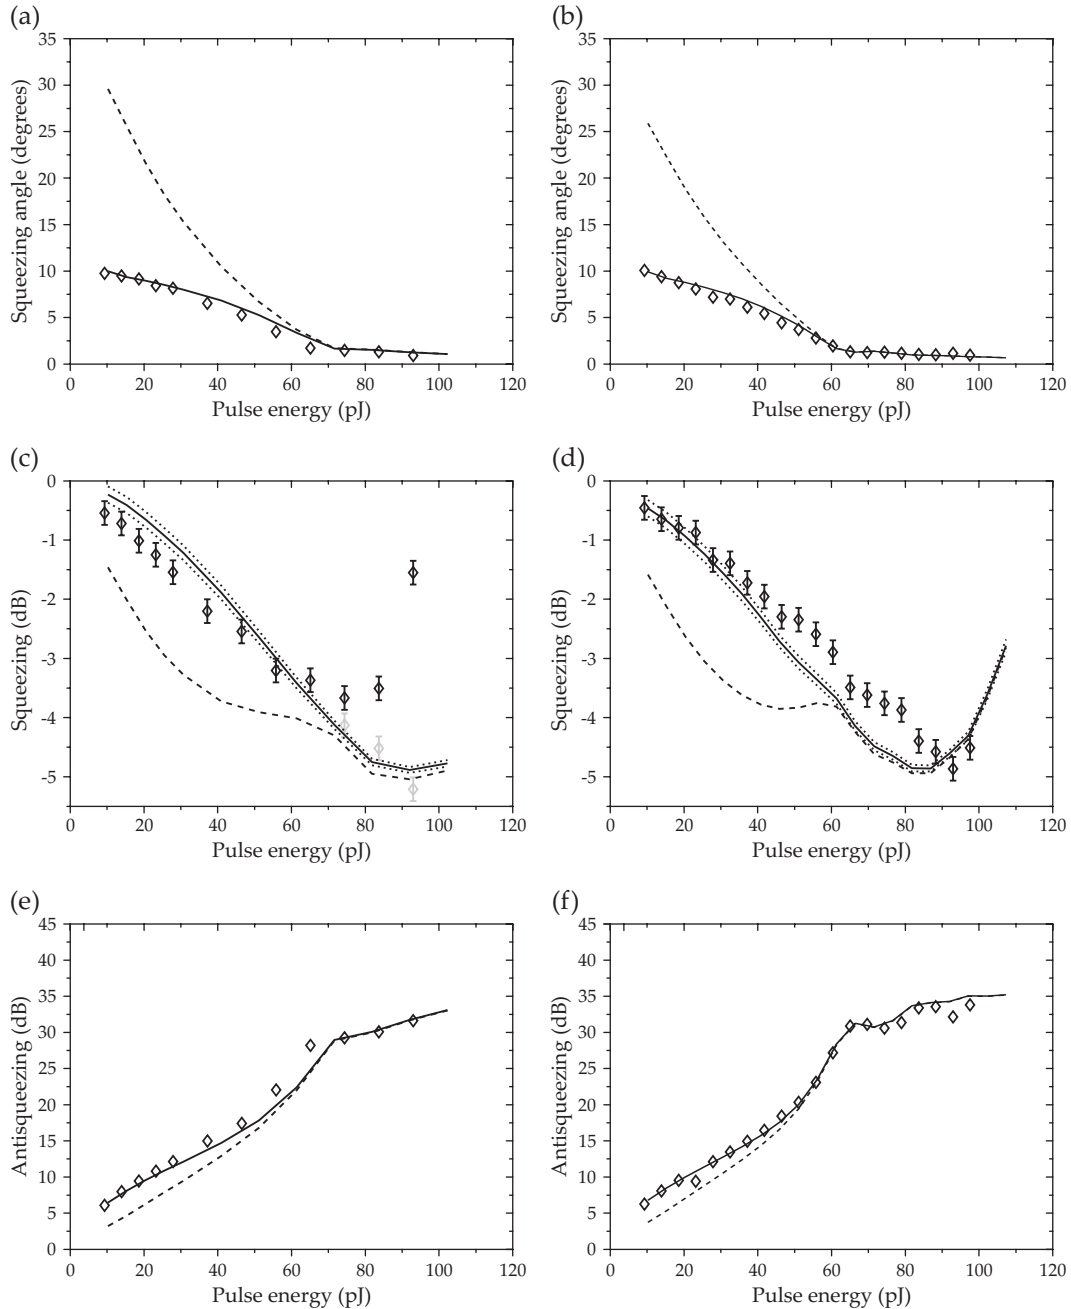 (a)
35
30
25
20
15
10
5
0
Squeezing angle (degrees)
0 20 40 60 80 100 120
Pulse energy (pJ)
(b)
35
30
25
20
15
10
5
0
Squeezing angle (degrees)
0 20 40 60 80 100 120
Pulse energy (pJ)
(c)
0
-1
-2
-3
-4
-5
Squeezing (dB)
0 20 40 60 80 100 120
Pulse energy (pJ)
(d)
0
-1
-2
-3
-4
-5
Squeezing (dB)
0 20 40 60 80 100 120
Pulse energy (pJ)
(e)
45
40
35
30
25
20
15
10
5
0
Antisqueezing (dB)
0 20 40 60 80 100 120
Pulse energy (pJ)
(f)
45
40
35
30
25
20
15
10
5
0
Antisqueezing (dB)
0 20 40 60 80 100 120
Pulse energy (pJ)